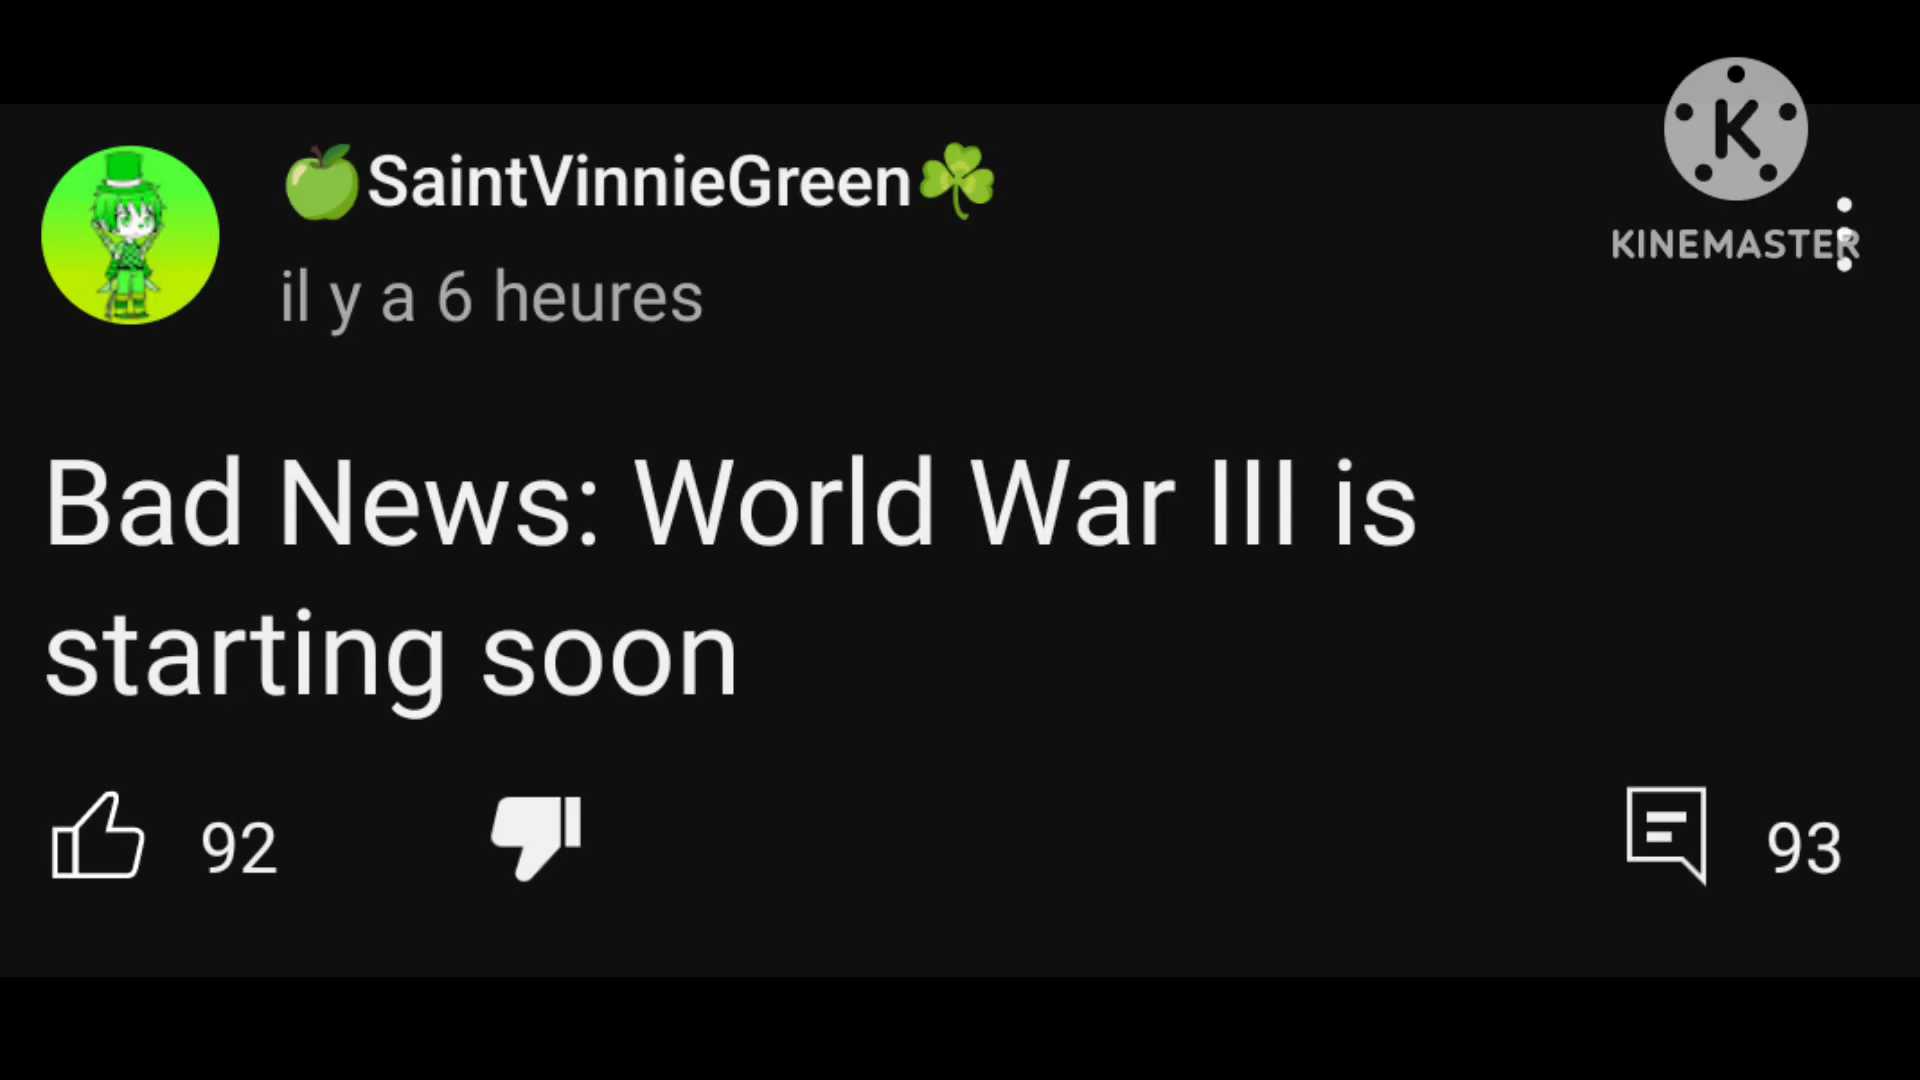 🍏SaintVinnieGreen☘
il y a 6 heures
K
KINEMASTER
Bad News: World War III is
starting soon
92
93